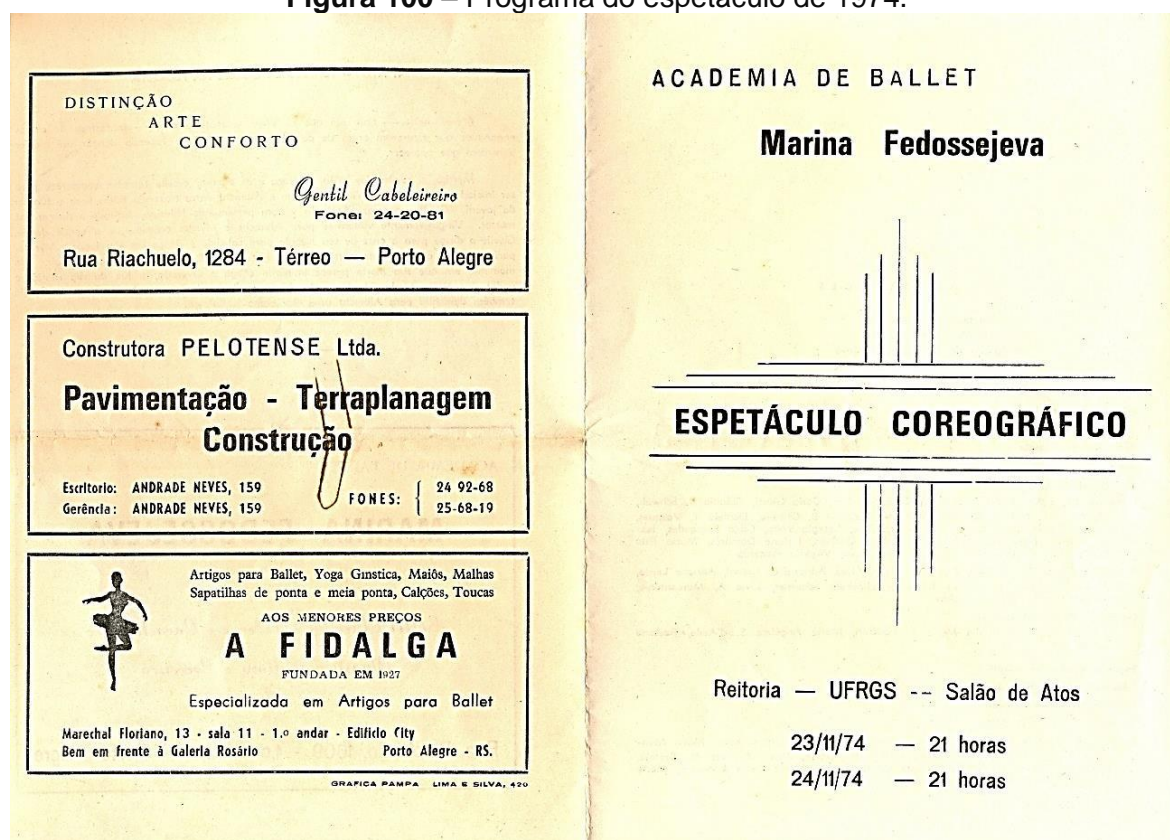 Figura 100 – Programa do espetáculo de 1974.
DISTINÇÃO
ARTE
CONFORTO
Gentil Cabeleireiro
Fone: 24-20-81
Rua Riachuelo, 1284 - Térreo — Porto Alegre
Construtora PELOTENSE Ltda.
Pavimentação - Terraplanagem
Construção
Escritorio: ANDRADE NEVES, 159
Gerência: ANDRADE NEVES, 159
FONES: { 24 92-68
25-68-19
Artigos para Ballet, Yoga Gınstica, Maiôs, Malhas
Sapatilhas de ponta e meia ponta, Calções, Toucas
AOS MENORES PREÇOS
A FIDALGA
FUNDADA EM 1927
Especializada em Artigos para Ballet
Marechal Floriano, 13 - sala 11 - 1.º andar - Edifício City
Bem em frente à Galeria Rosário Porto Alegre - RS.
GRAFICA PAMPA LIMA E SILVA, 420
ACADEMIA DE BALLET
Marina Fedossejeva
ESPETÁCULO COREOGRÁFICO
Reitoria — UFRGS -- Salão de Atos
23/11/74 — 21 horas
24/11/74 — 21 horas